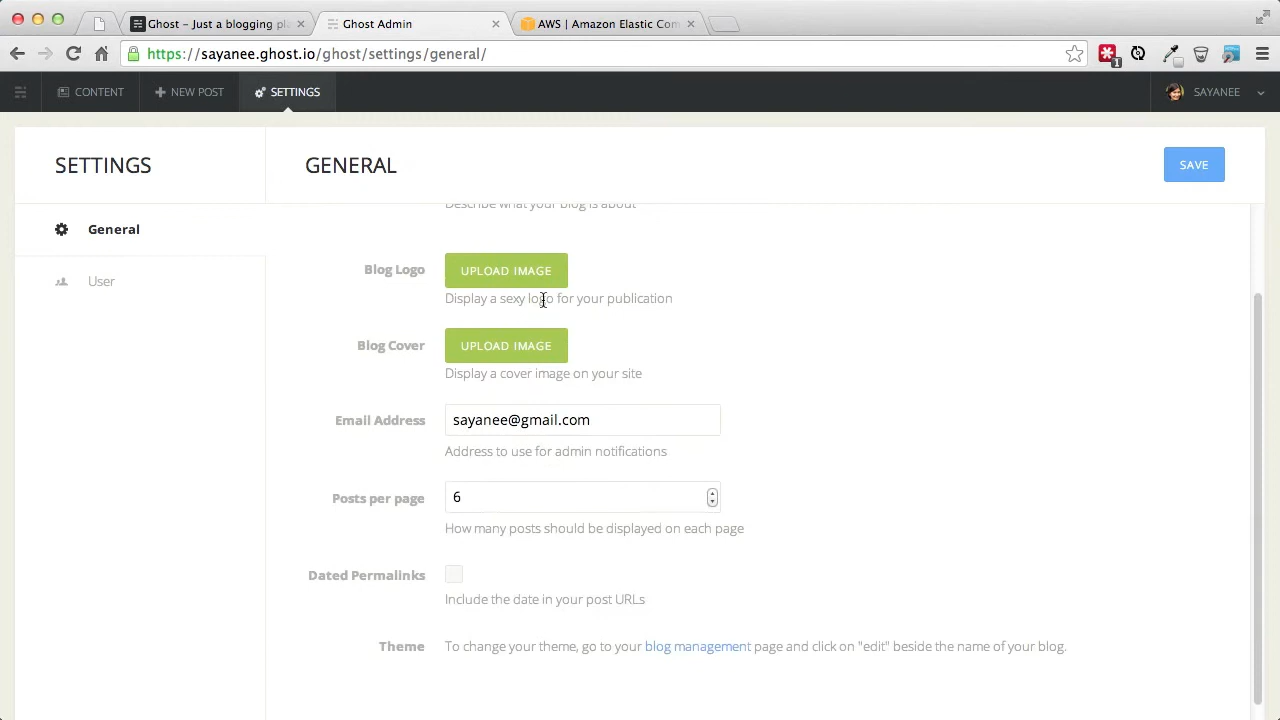 Ghost – Just a blogging pla
Ghost Admin
AWS | Amazon Elastic Com
https://sayanee.ghost.io/ghost/settings/general/
1
CONTENT
NEW POST
SETTINGS
SAYANEE
SETTINGS
GENERAL
SAVE
General
User
Describe what your blog is about
Blog Logo
UPLOAD IMAGE
Display a sexy logo for your publication
Blog Cover
UPLOAD IMAGE
Display a cover image on your site
Email Address
sayanee@gmail.com
Address to use for admin notifications
Posts per page
6
How many posts should be displayed on each page
Dated Permalinks
Include the date in your post URLs
Theme
To change your theme, go to your blog management page and click on "edit" beside the name of your blog.